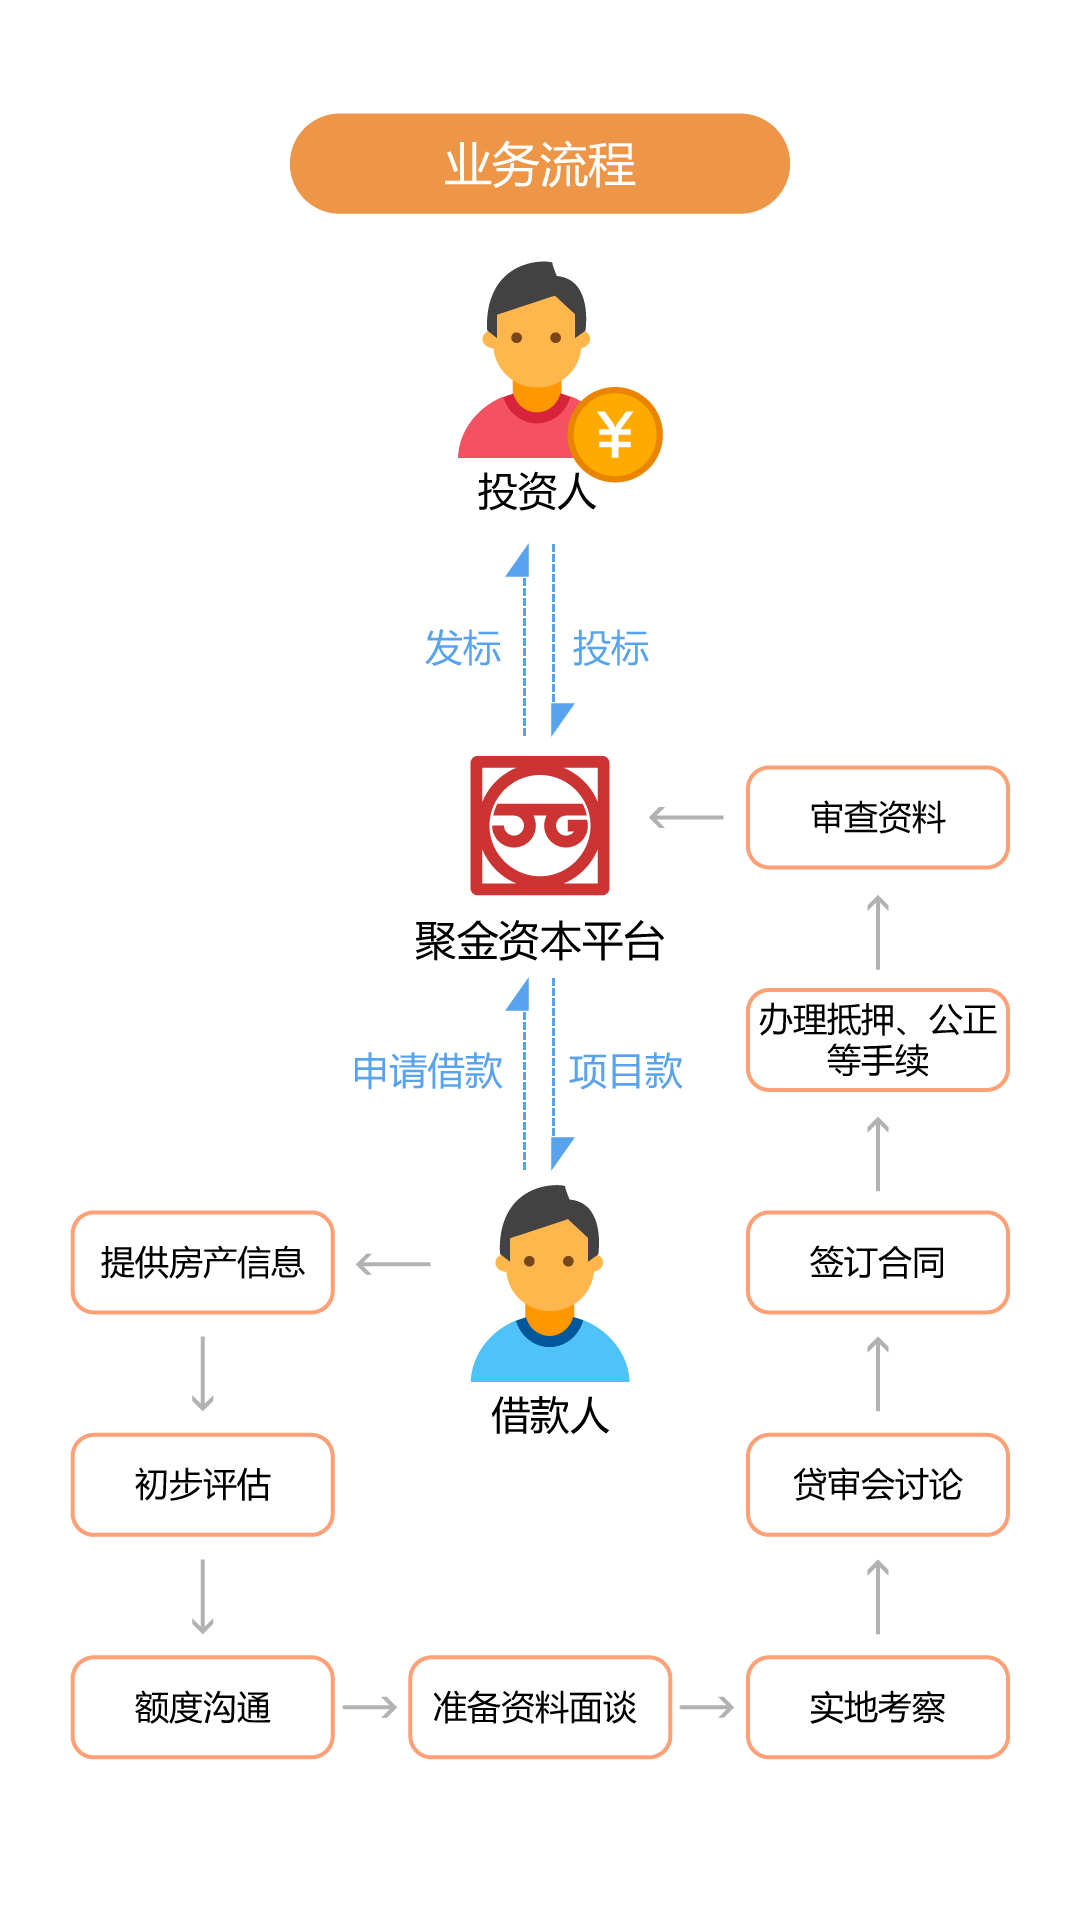 业务流程
¥
投资人
发标
投标
审查资料
聚金资本平台
办理抵押、公正
等手续
申请借款
项目款
提供房产信息
签订合同
借款人
初步评估
贷审会讨论
额度沟通
准备资料面谈
实地考察